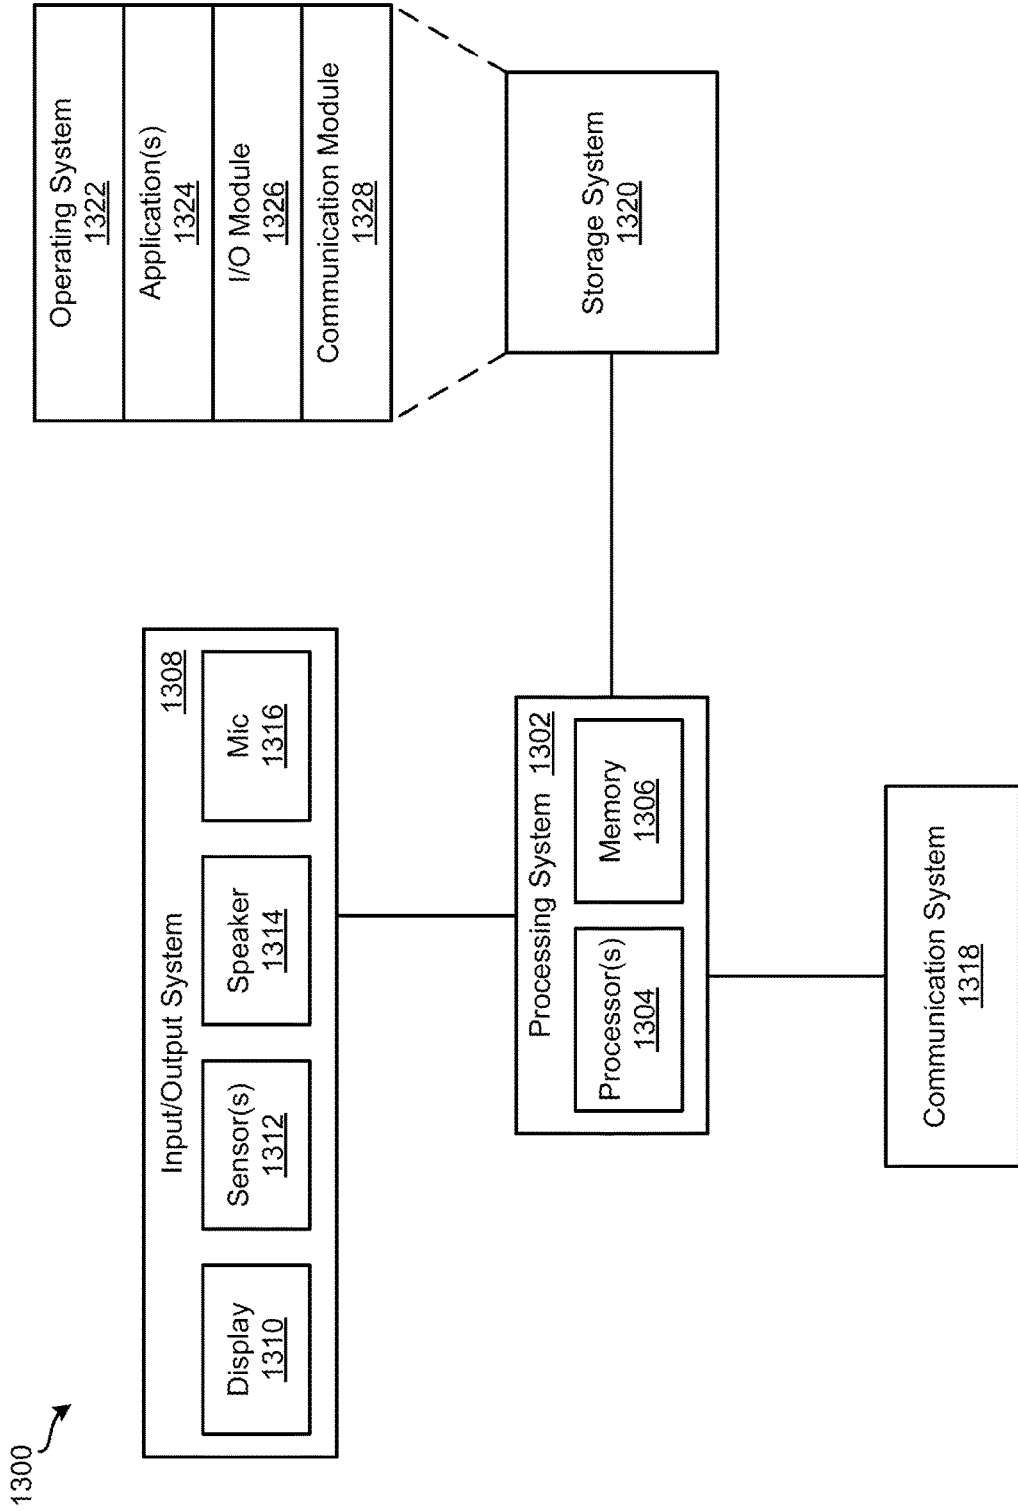 1300
Input/Output System
1308
Display
1310
Sensor(s)
1312
Speaker
1314
Mic
1316
Processing System 1302
Processor(s)
1304
Memory
1306
Communication System
1318
Operating System
1322
Application(s)
1324
I/O Module
1326
Communication Module
1328
Storage System
1320